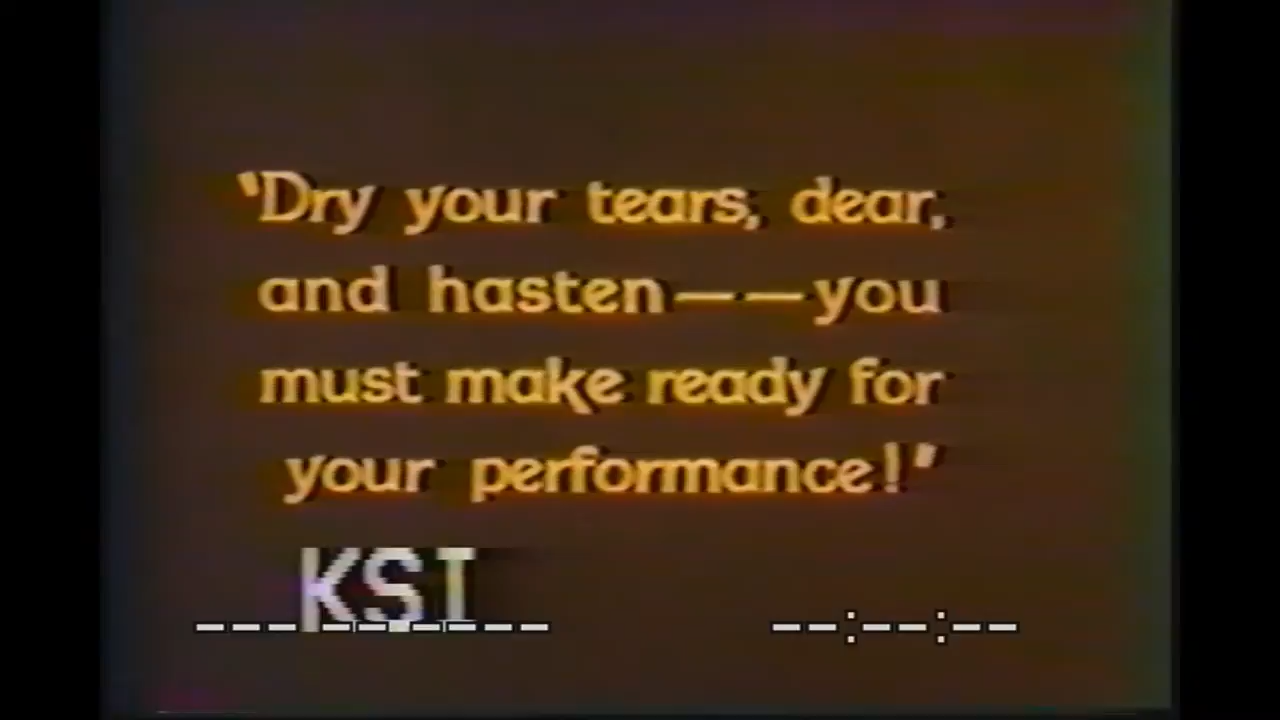 "Dry your tears, dear,
and hasten——you
must make ready for
your performance!"
KSI
--- -- ---- --:--:--